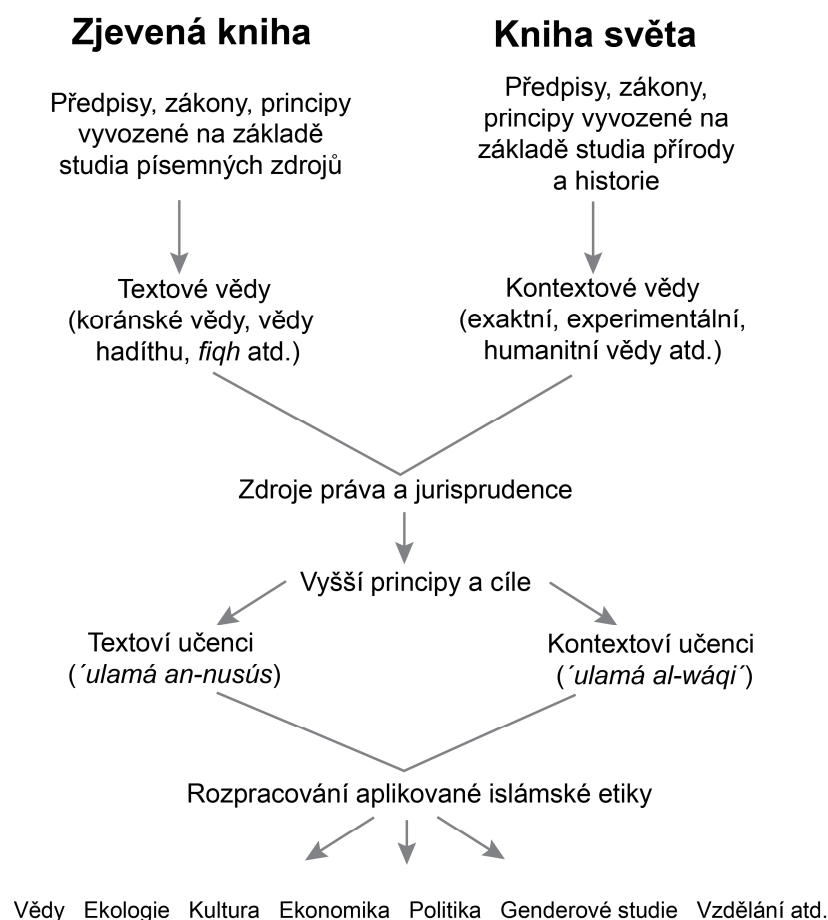 Zjevená kniha
Předpisy, zákony, principy
vyvozené na základě
studia písemných zdrojů
Textové vědy
(koránské vědy, vědy
hadíthu, fiqh atd.)
Kniha světa
Předpisy, zákony,
principy vyvozené na
základě studia přírody
a historie
Kontextové vědy
(exaktní, experimentální,
humanitní vědy atd.)
Zdroje práva a jurisprudence
Vyšší principy a cíle
Textoví učenci
(´ulamá an-nusús)
Kontextoví učenci
(´ulamá al-wáqi´)
Rozpracování aplikované islámské etiky
Vědy Ekologie Kultura Ekonomika Politika Genderové studie Vzdělání atd.